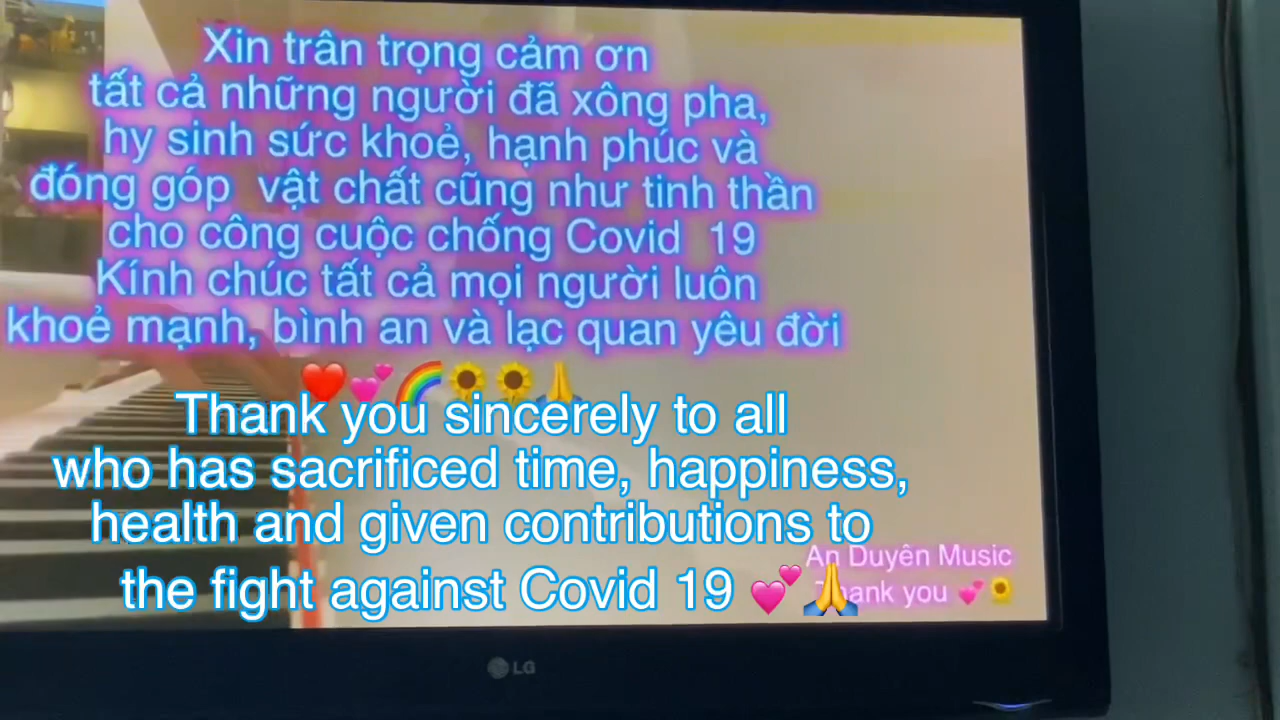 Xin trân trọng cảm ơn
tất cả những người đã xông pha,
hy sinh sức khoẻ, hạnh phúc và
đóng góp vật chất cũng như tinh thần
cho công cuộc chống Covid 19
Kính chúc tất cả mọi người luôn
khoẻ mạnh, bình an và lạc quan yêu đời
❤️💕🌈🌻🌻🙏
Thank you sincerely to all
who has sacrificed time, happiness,
health and given contributions to
the fight against Covid 19 💕🙏
An Duyên Music
Thank you 💕🌻
LG